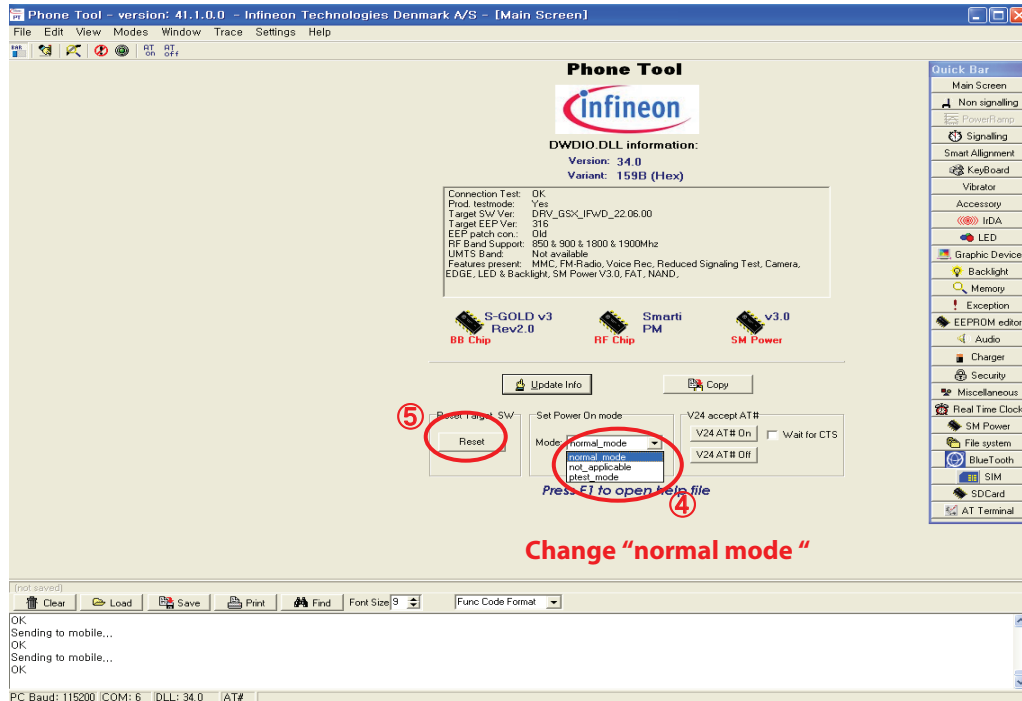 Phone Tool - version: 41.1.0.0 - Infineon Technologies Denmark A/S - [Main Screen]
File Edit View Modes Window Trace Settings Help
AT on AT off
Phone Tool
infineon
DWDIO.DLL information:
Version: 34.0
Variant: 159B (Hex)
Connection Test: OK
Prod. testmode: Yes
Target SW Ver: DRV_GSX_IFWD_22.06.00
Target EEP Ver: 316
EEP patch con.: Old
RF Band Support: 850 & 900 & 1800 & 1900Mhz
UMTS Band: Not available
Features present: MMC, FM-Radio, Voice Rec, Reduced Signaling Test, Camera,
EDGE, LED & Backlight, SM Power V3.0, FAT, NAND,
S-GOLD v3
Rev2.0
BB Chip
Smarti
PM
RF Chip
v3.0
SM Power
Update Info
Copy
⑤
Reset Target SW
Reset
Set Power On mode
Mode: normal_mode
normal_mode
not_applicable
ptest_mode
④
V24 accept AT#
V24 AT# On
Wait for CTS
V24 AT# Off
Press F1 to open help file
Change “normal mode “
Quick Bar
Main Screen
Non signalling
PowerRamp
Signalling
Smart Allignment
KeyBoard
Vibrator
Accessory
IrDA
LED
Graphic Device
Backlight
Memory
Exception
EEPROM editor
Audio
Charger
Security
Miscellaneous
Real Time Clock
SM Power
File system
BlueTooth
SIM
SDCard
AT Terminal
(not saved)
Clear Load Save Print Find Font Size 9 Func Code Format
OK
Sending to mobile...
OK
Sending to mobile...
OK
PC Baud: 115200 COM: 6 DLL: 34.0 AT#